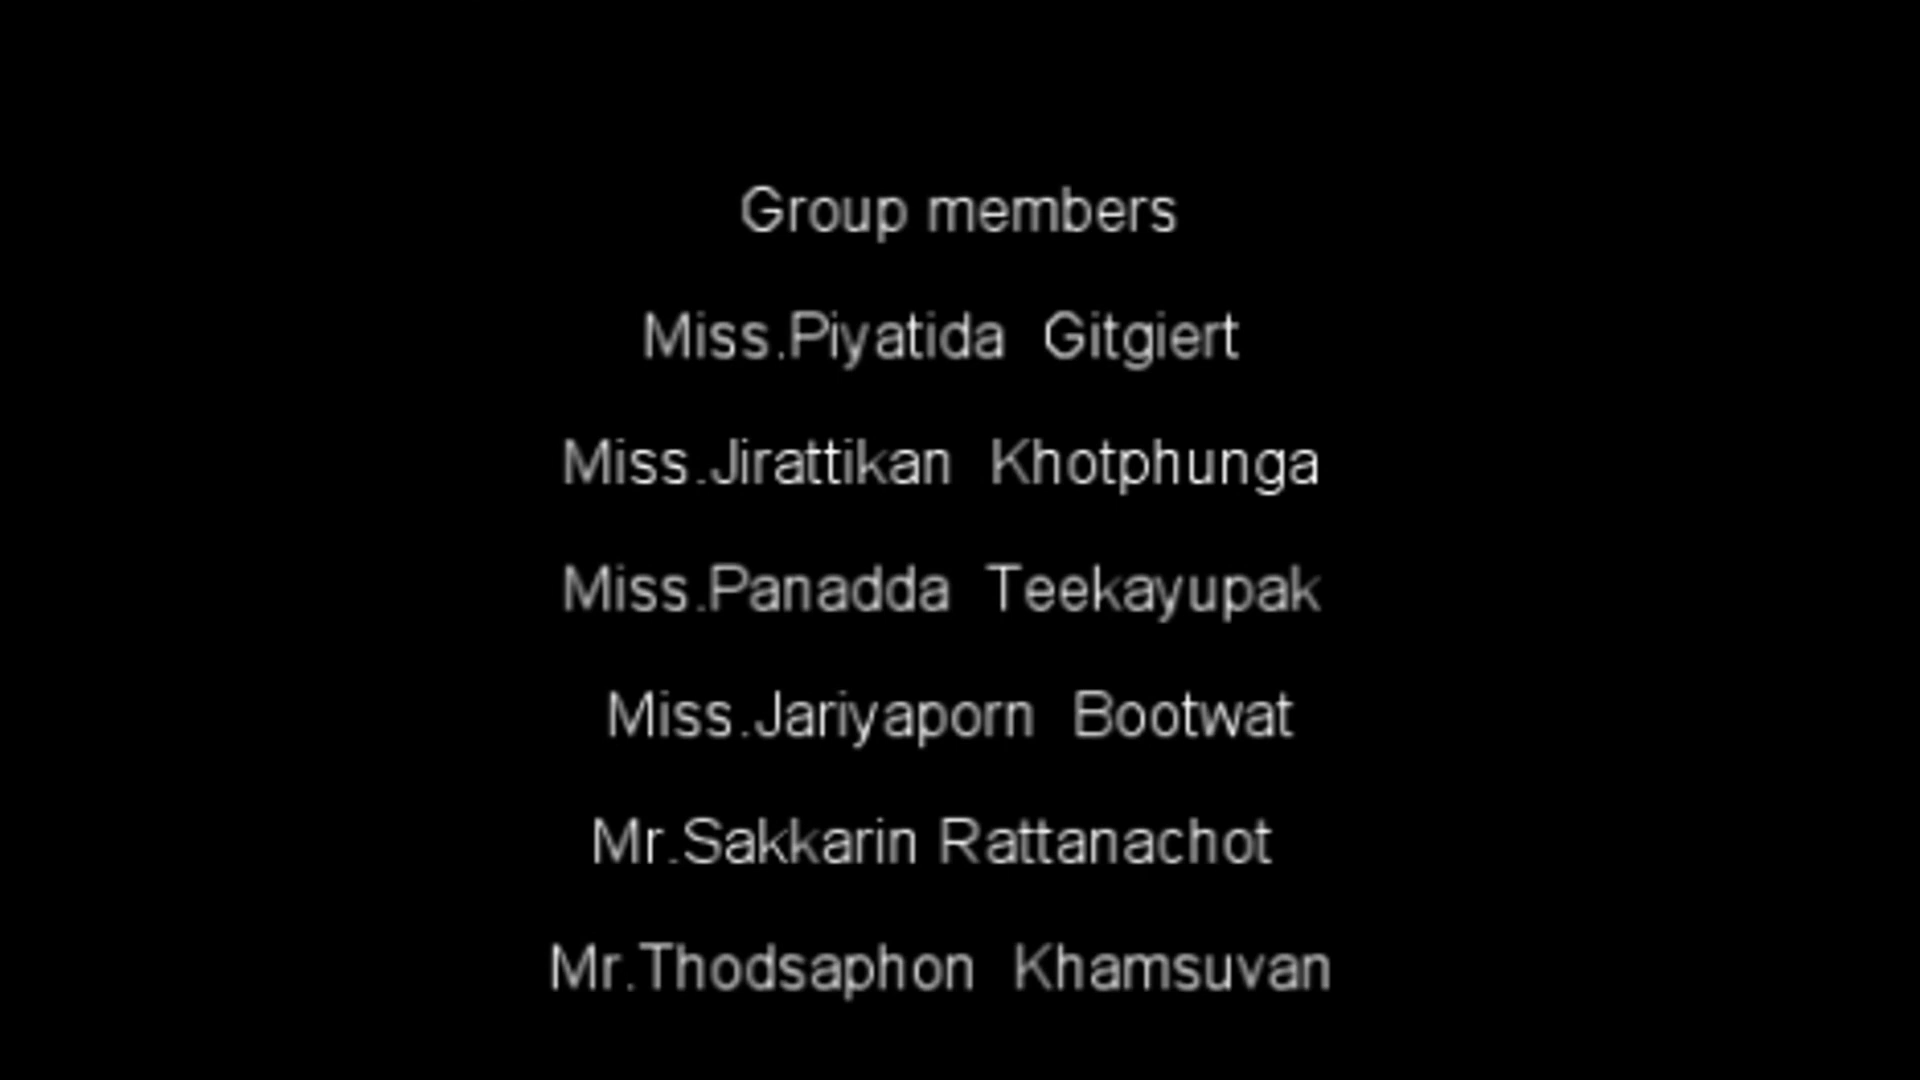 Group members
Miss.Piyatida  Gitgiert
Miss.Jirattikan  Khotphunga
Miss.Panadda  Teekayupak
Miss.Jariyaporn  Bootwat
Mr.Sakkarin Rattanachot
Mr.Thodsaphon  Khamsuvan